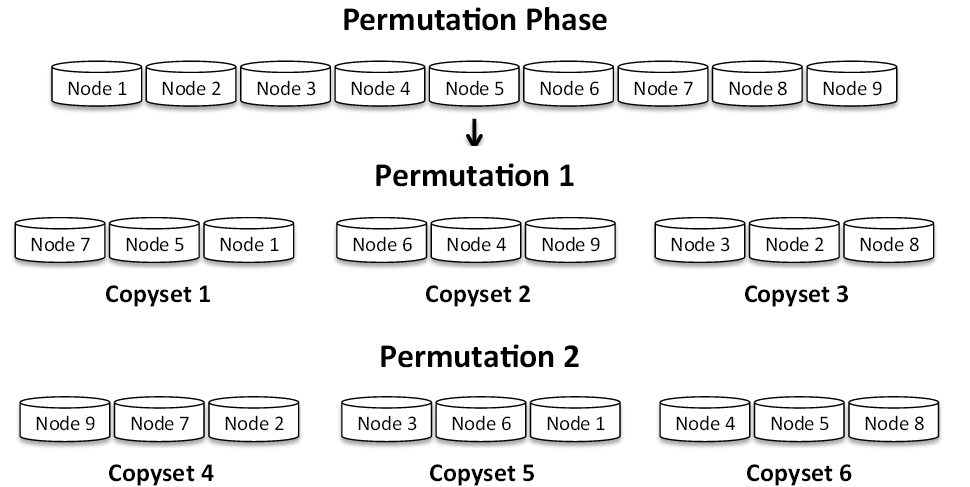 Permutation Phase
Node 1 Node 2 Node 3 Node 4 Node 5 Node 6 Node 7 Node 8 Node 9
Permutation 1
Node 7 Node 5 Node 1 Node 6 Node 4 Node 9 Node 3 Node 2 Node 8
Copyset 1 Copyset 2 Copyset 3
Permutation 2
Node 9 Node 7 Node 2 Node 3 Node 6 Node 1 Node 4 Node 5 Node 8
Copyset 4 Copyset 5 Copyset 6